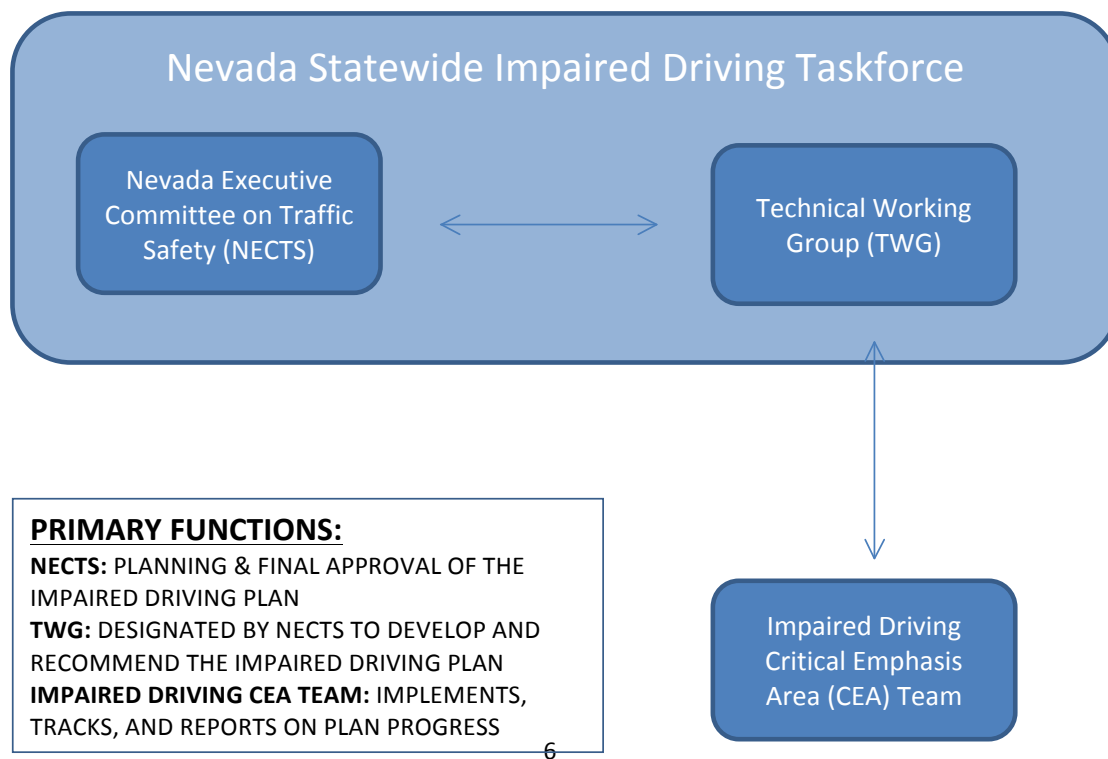 Nevada Statewide Impaired Driving Taskforce
Nevada Executive
Committee on Traffic
Safety (NECTS)
Technical Working
Group (TWG)
PRIMARY FUNCTIONS:
NECTS: PLANNING & FINAL APPROVAL OF THE
IMPAIRED DRIVING PLAN
TWG: DESIGNATED BY NECTS TO DEVELOP AND
RECOMMEND THE IMPAIRED DRIVING PLAN
IMPAIRED DRIVING CEA TEAM: IMPLEMENTS,
TRACKS, AND REPORTS ON PLAN PROGRESS
Impaired Driving
Critical Emphasis
Area (CEA) Team
6